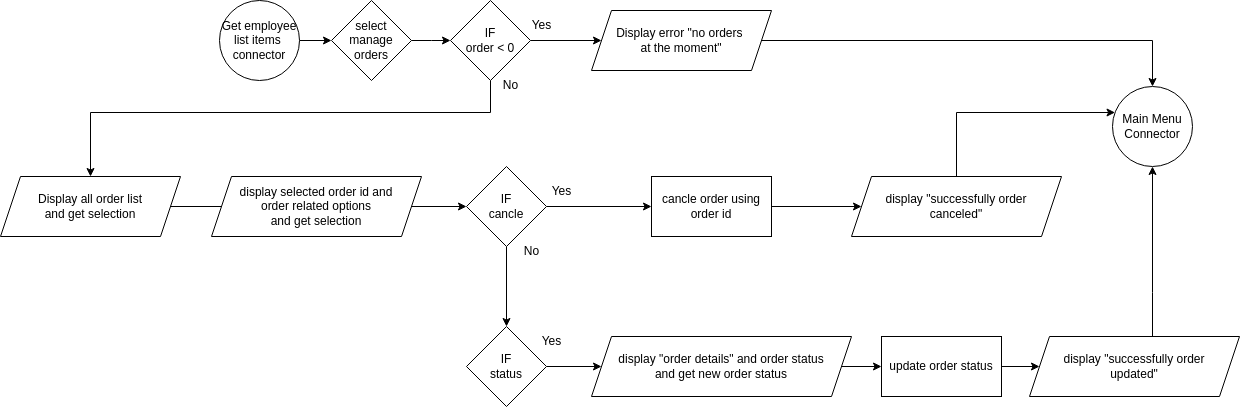 Get employee
list items
connector
select
manage
orders
IF
order < 0
Yes
No
Display error "no orders
at the moment"
Main Menu
Connector
Display all order list
and get selection
display selected order id and
order related options
and get selection
IF
cancle
Yes
No
cancle order using
order id
display "successfully order
canceled"
IF
status
Yes
display "order details" and order status
and get new order status
update order status
display "successfully order
updated"